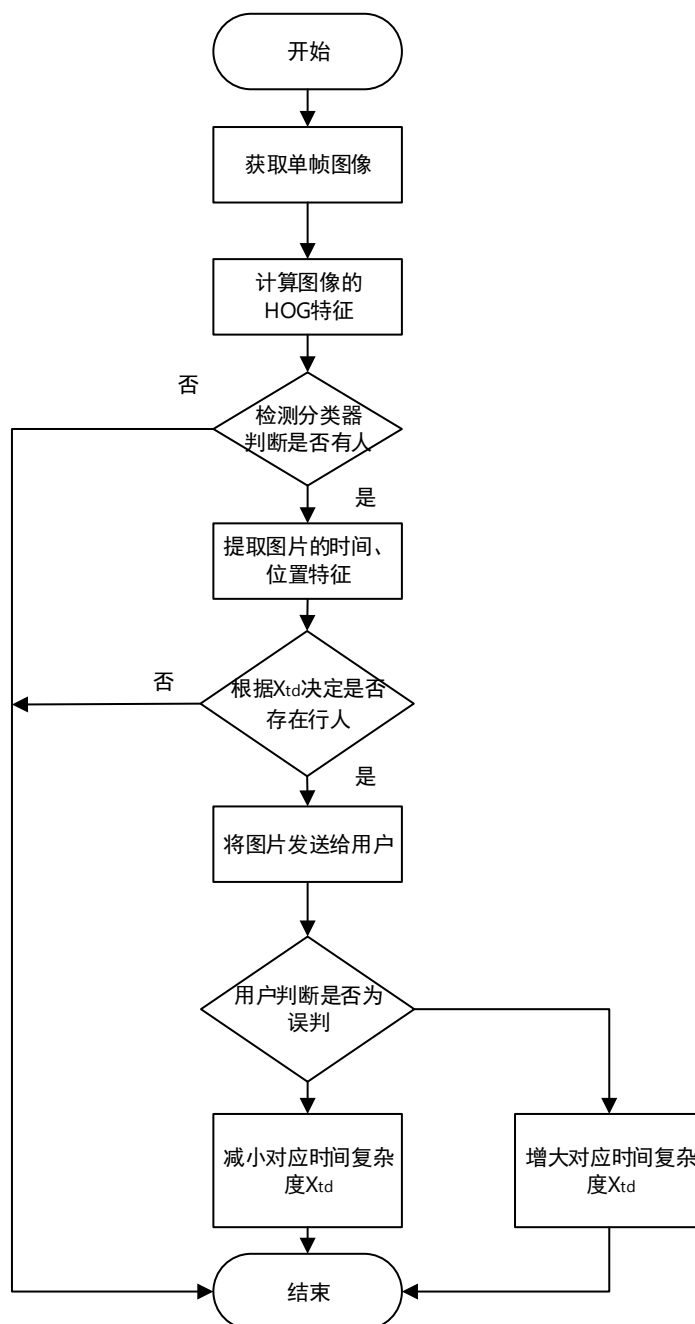 开始
获取单帧图像
计算图像的
HOG特征
否
检测分类器
判断是否有人
是
提取图片的时间、
位置特征
否
根据Xtd决定是否
存在行人
是
将图片发送给用户
用户判断是否为
误判
减小对应时间复杂
度Xtd
增大对应时间复杂
度Xtd
结束